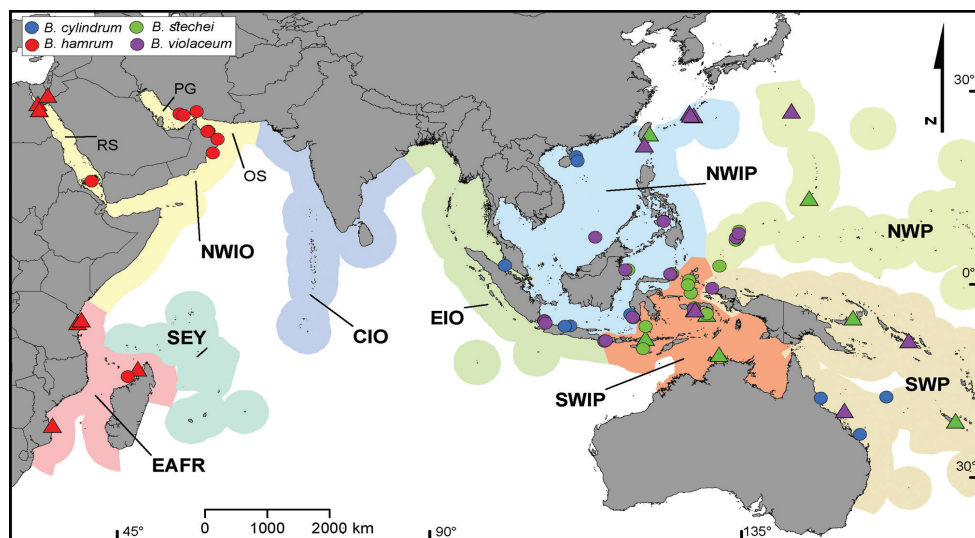 B. cylindrum B. stechei
B. hamrum B. violaceum
30°
N
PG
RS
OS
NWIP
NWIO
NWP
CIO
EIO
SEY
SWIP
SWP
EAFR
30°
0 1000 2000 km
45° 90° 135°
0°